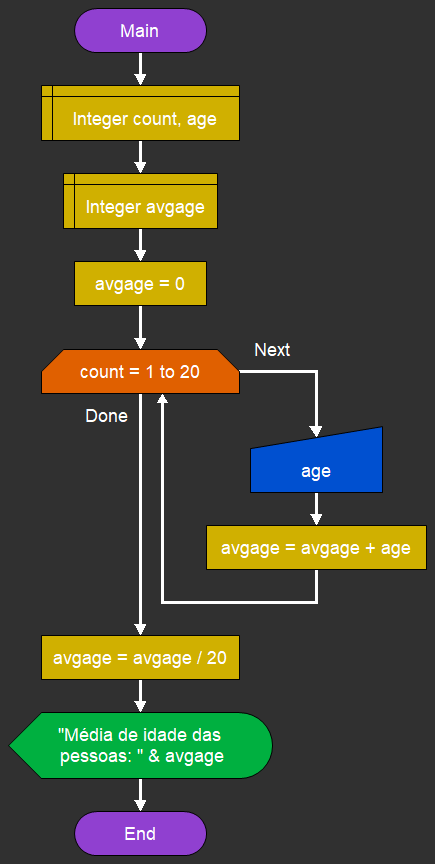 Main
Integer count, age
Integer avgage
avgage = 0
count = 1 to 20
Next
Done
age
avgage = avgage + age
avgage = avgage / 20
"Média de idade das
pessoas: " & avgage
End